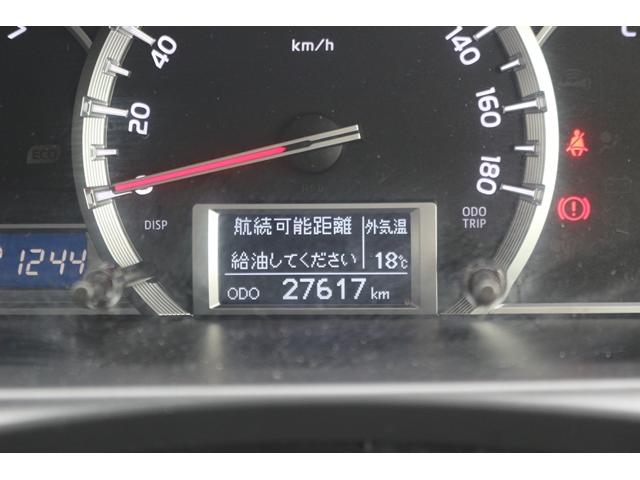 km/h
40
140
20
160
ECO
0
180
DISP
ODO
TRIP
航続可能距離
外気温
給油してください
18℃
1244
ODO 27617 km